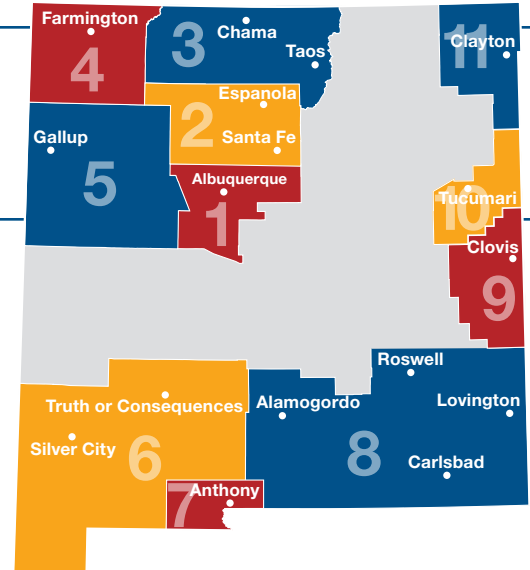 Farmington
4
3
Chama
Taos
11
Clayton
Espanola
2
Santa Fe
Gallup
5
Albuquerque
1
Tucumari
10
Clovis
9
Roswell
Truth or Consequences
Alamogordo
Lovington
Silver City
6
8
Carlsbad
7
Anthony